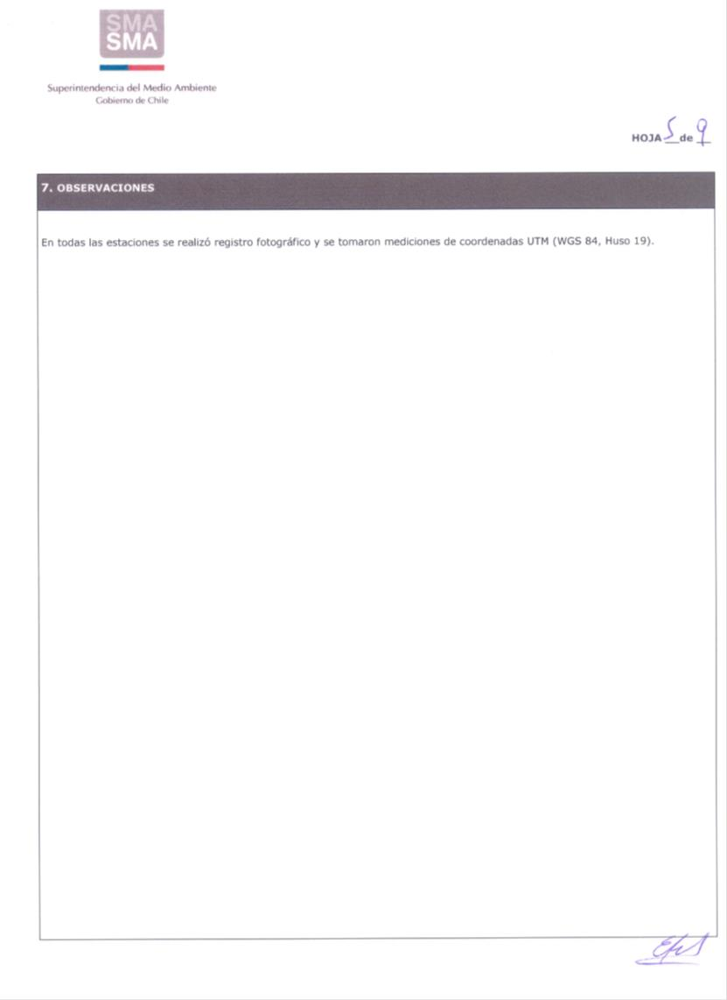 SMA
SMA
Superintendencia del Medio Ambiente
Gobierno de Chile
HOJA 5 de 9
7. OBSERVACIONES
En todas las estaciones se realizó registro fotográfico y se tomaron mediciones de coordenadas UTM (WGS 84, Huso 19).